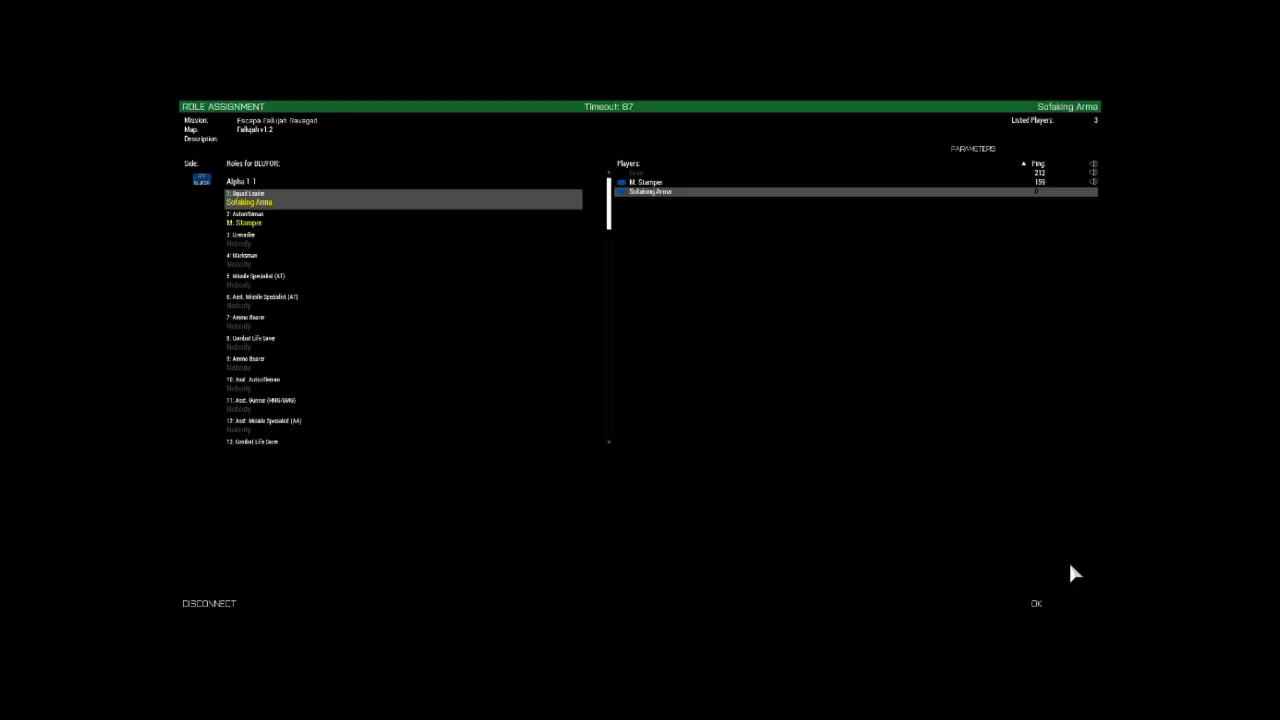 ROLE ASSIGNMENT Timeout: 87 Sofaking Arma
Mission: Escape Fallujah Ravaged Listed Players: 3
Map: Fallujah v1.2
Description:
PARAMETERS
Side: Roles for BLUFOR: Players: Ping:
212
BLUFOR Alpha 1-1 M. Stamper 159
1: Squad Leader Sofaking Arma 0
Sofaking Arma
2: Autorifleman
M. Stamper
3: Grenadier
Nobody
4: Marksman
Nobody
5: Missile Specialist (AT)
Nobody
6: Asst. Missile Specialist (AT)
Nobody
7: Ammo Bearer
Nobody
8: Combat Life Saver
Nobody
9: Ammo Bearer
Nobody
10: Asst. Autorifleman
Nobody
11: Asst. Gunner (HMG/GMG)
Nobody
12: Asst. Missile Specialist (AA)
Nobody
13: Combat Life Saver
DISCONNECT OK